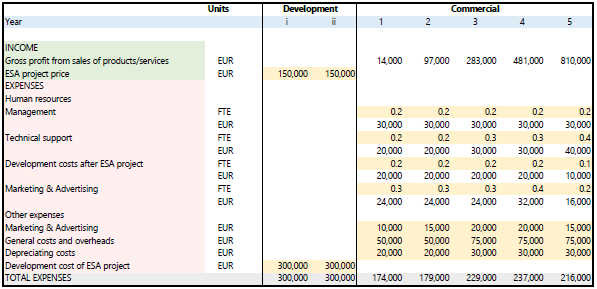 Units Development Commercial
Year i ii 1 2 3 4 5
INCOME
Gross profit from sales of products/services EUR 14,000 97,000 283,000 481,000 810,000
ESA project price EUR 150,000 150,000
EXPENSES
Human resources
Management FTE 0.2 0.2 0.2 0.2 0.2
EUR 30,000 30,000 30,000 30,000 30,000
Technical support FTE 0.2 0.2 0.3 0.3 0.4
EUR 20,000 20,000 30,000 30,000 40,000
Development costs after ESA project FTE 0.2 0.2 0.2 0.2 0.1
EUR 20,000 20,000 20,000 20,000 10,000
Marketing & Advertising FTE 0.3 0.3 0.3 0.4 0.2
EUR 24,000 24,000 24,000 32,000 16,000
Other expenses
Marketing & Advertising EUR 10,000 15,000 20,000 20,000 15,000
General costs and overheads EUR 50,000 50,000 75,000 75,000 75,000
Depreciating costs EUR 20,000 20,000 30,000 30,000 30,000
Development cost of ESA project EUR 300,000 300,000
TOTAL EXPENSES 300,000 300,000 174,000 179,000 229,000 237,000 216,000